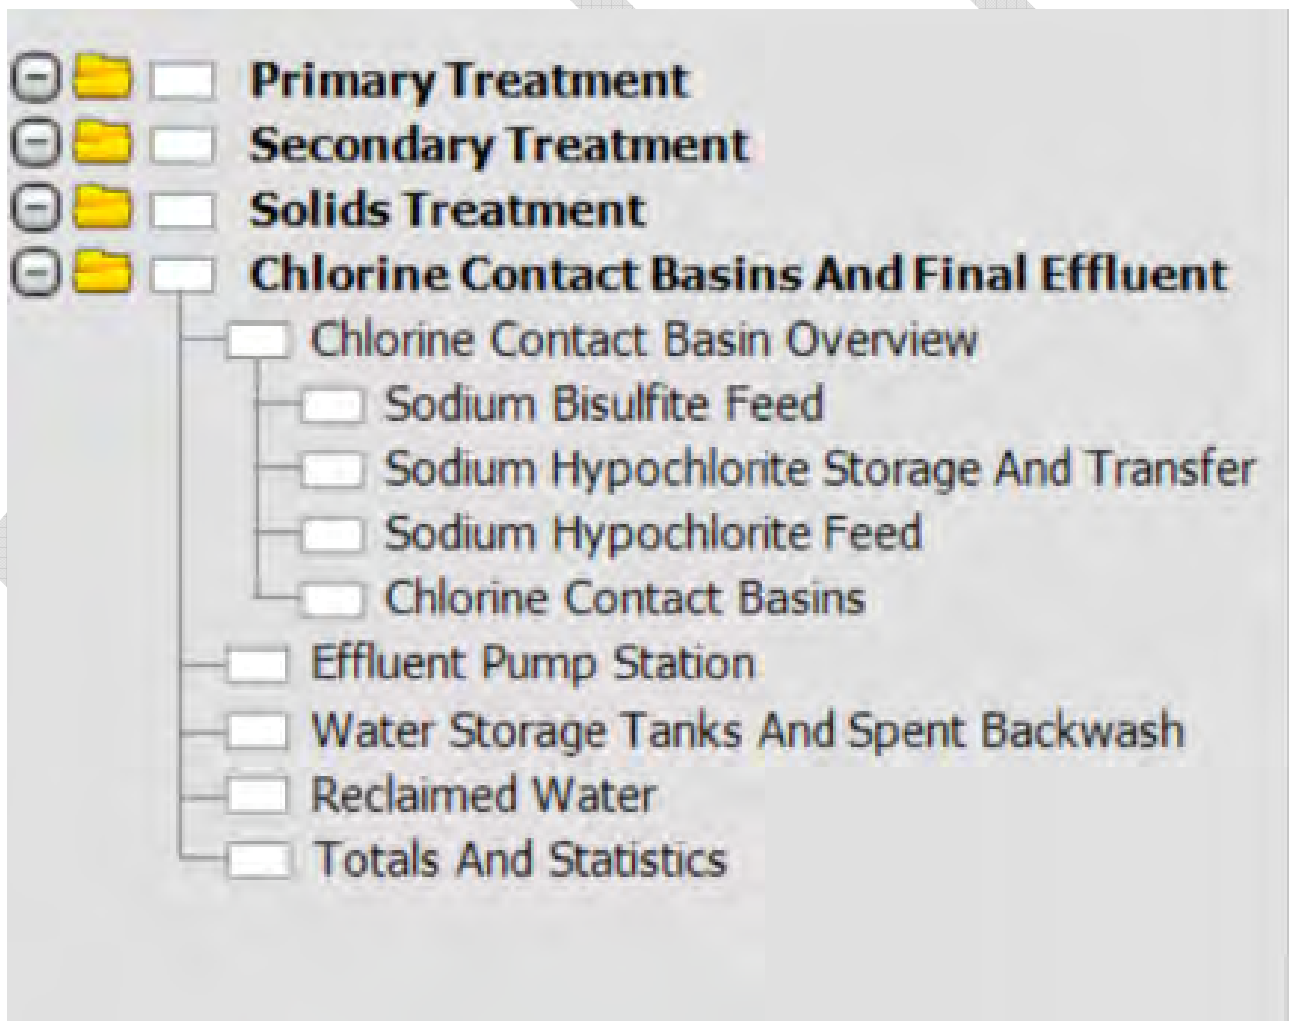 Primary Treatment
Secondary Treatment
Solids Treatment
Chlorine Contact Basins And Final Effluent
Chlorine Contact Basin Overview
Sodium Bisulfite Feed
Sodium Hypochlorite Storage And Transfer
Sodium Hypochlorite Feed
Chlorine Contact Basins
Effluent Pump Station
Water Storage Tanks And Spent Backwash
Reclaimed Water
Totals And Statistics